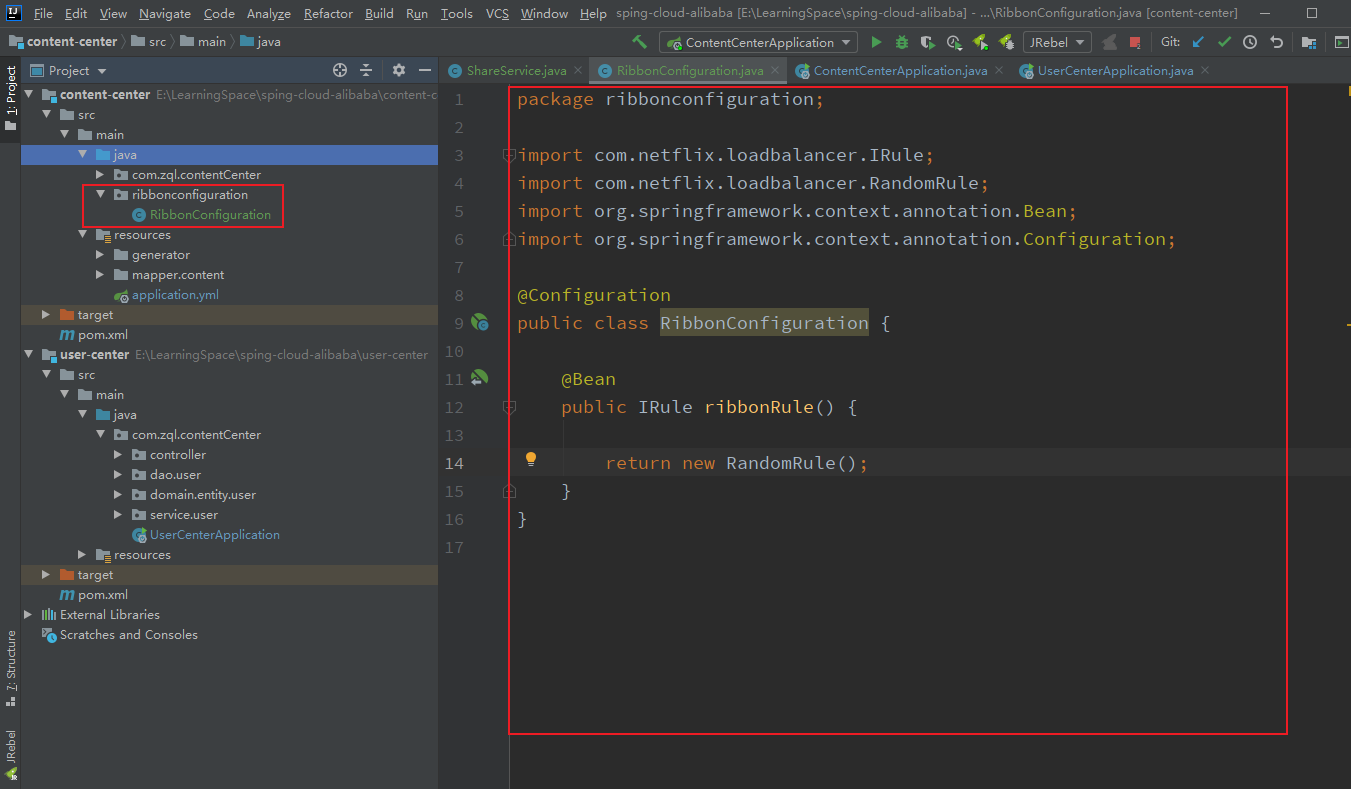 File Edit View Navigate Code Analyze Refactor Build Run Tools VCS Window Help sping-cloud-alibaba [E:\LearningSpace\sping-cloud-alibaba] - ...\RibbonConfiguration.java [content-center]
content-center src main java ContentCenterApplication JRebel Git:
Project
ShareService.java RibbonConfiguration.java ContentCenterApplication.java UserCenterApplication.java
1: Project
content-center E:\LearningSpace\sping-cloud-alibaba\content-c
src
main
java
com.zql.contentCenter
ribbonconfiguration
RibbonConfiguration
resources
generator
mapper.content
application.yml
target
pom.xml
user-center E:\LearningSpace\sping-cloud-alibaba\user-center
src
main
java
com.zql.contentCenter
controller
dao.user
domain.entity.user
service.user
UserCenterApplication
resources
target
pom.xml
External Libraries
Scratches and Consoles
7: Structure
JRebel
1 package ribbonconfiguration;
2
3 import com.netflix.loadbalancer.IRule;
4 import com.netflix.loadbalancer.RandomRule;
5 import org.springframework.context.annotation.Bean;
6 import org.springframework.context.annotation.Configuration;
7
8 @Configuration
9 public class RibbonConfiguration {
10
11 @Bean
12 public IRule ribbonRule() {
13
14 return new RandomRule();
15 }
16 }
17